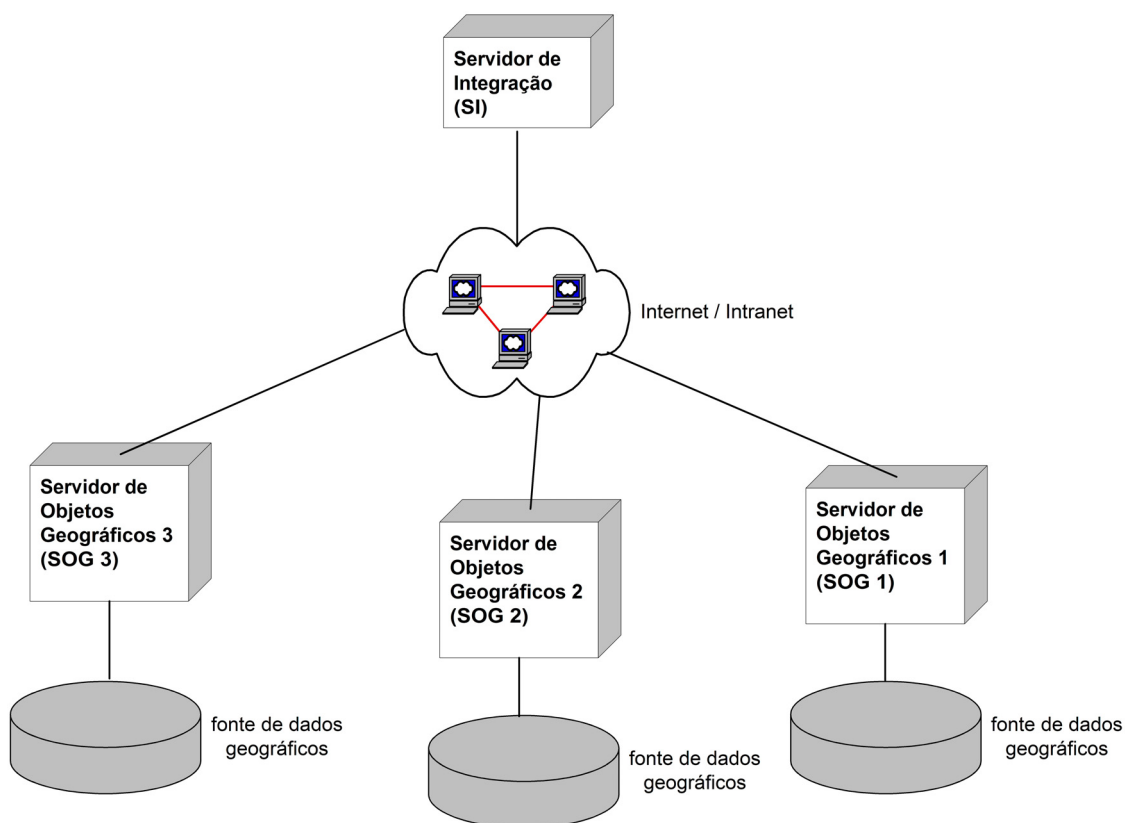 Servidor de
Integração
(SI)
Internet / Intranet
Servidor de
Objetos
Geográficos 3
(SOG 3)
Servidor de
Objetos
Geográficos 2
(SOG 2)
Servidor de
Objetos
Geográficos 1
(SOG 1)
fonte de dados
geográficos
fonte de dados
geográficos
fonte de dados
geográficos